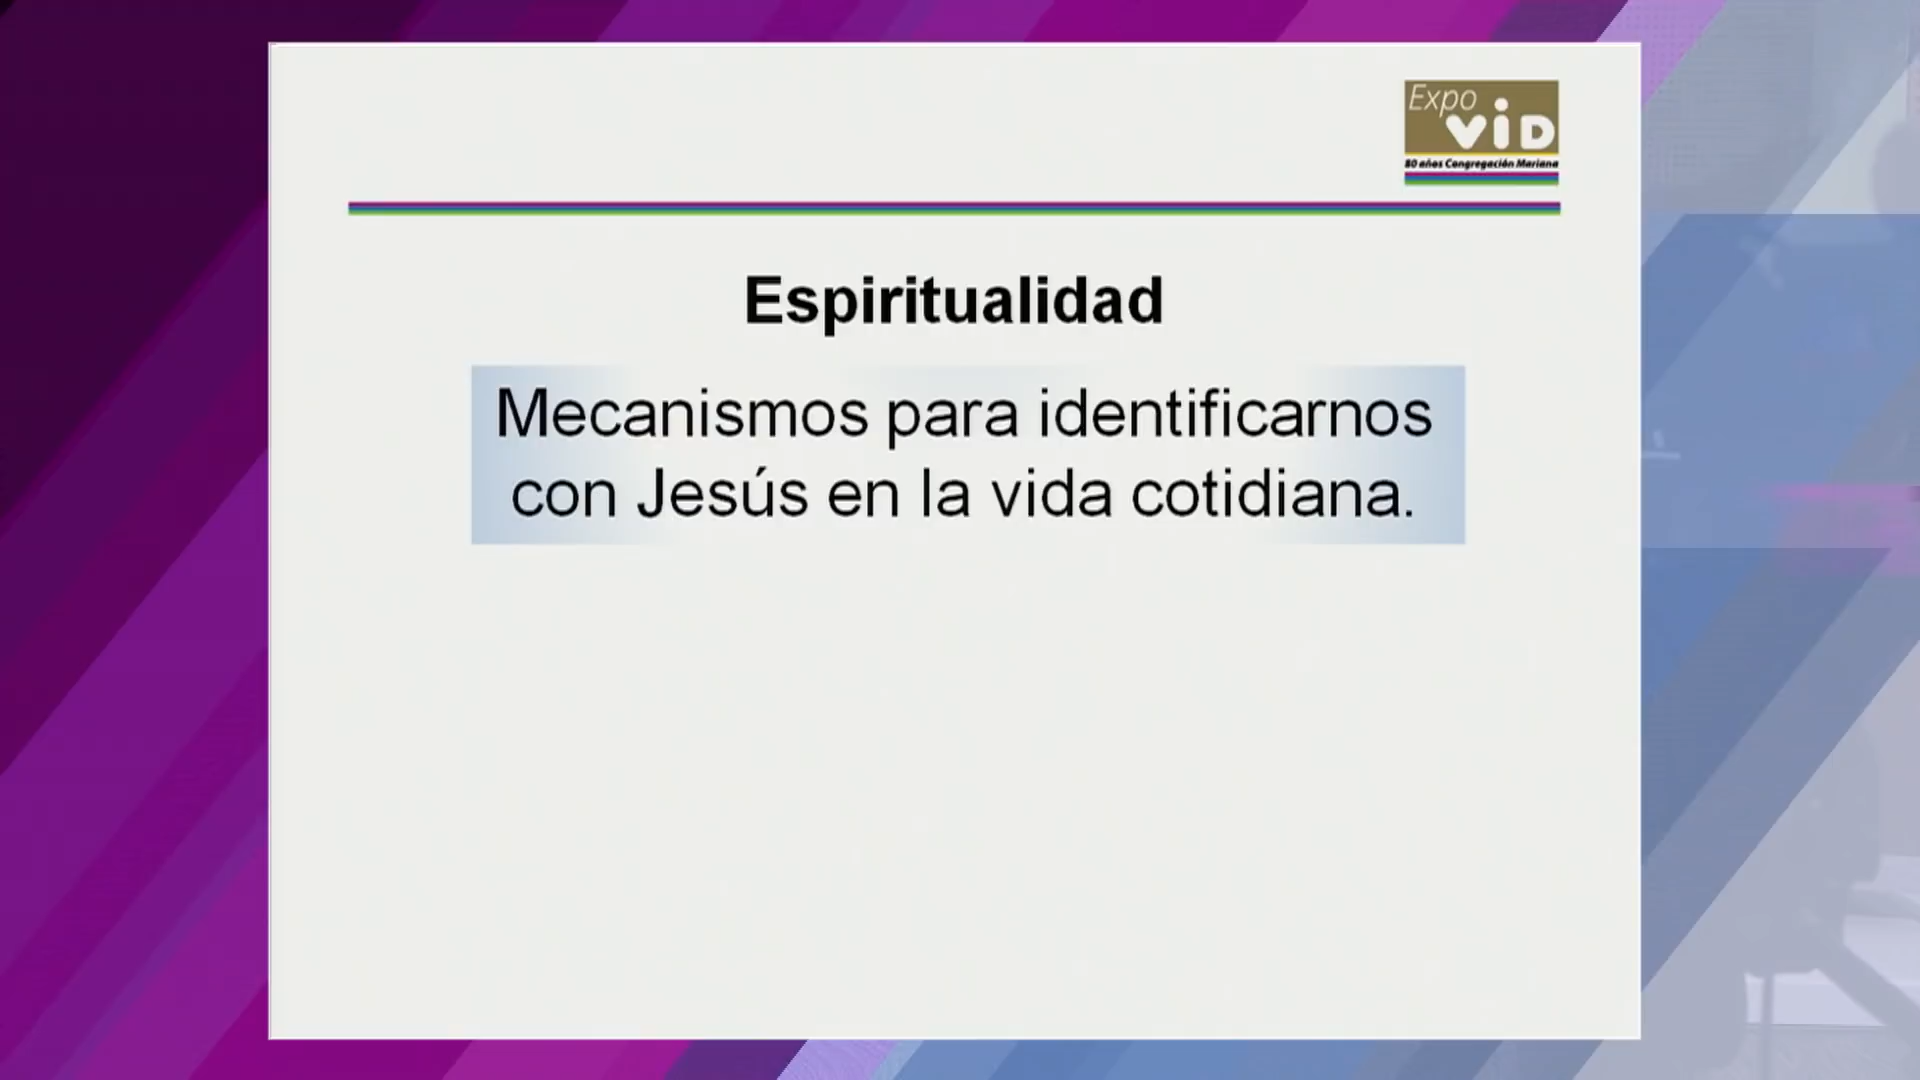 Expo
ViD
80 años Congregación Mariana
Espiritualidad
Mecanismos para identificarnos
con Jesús en la vida cotidiana.